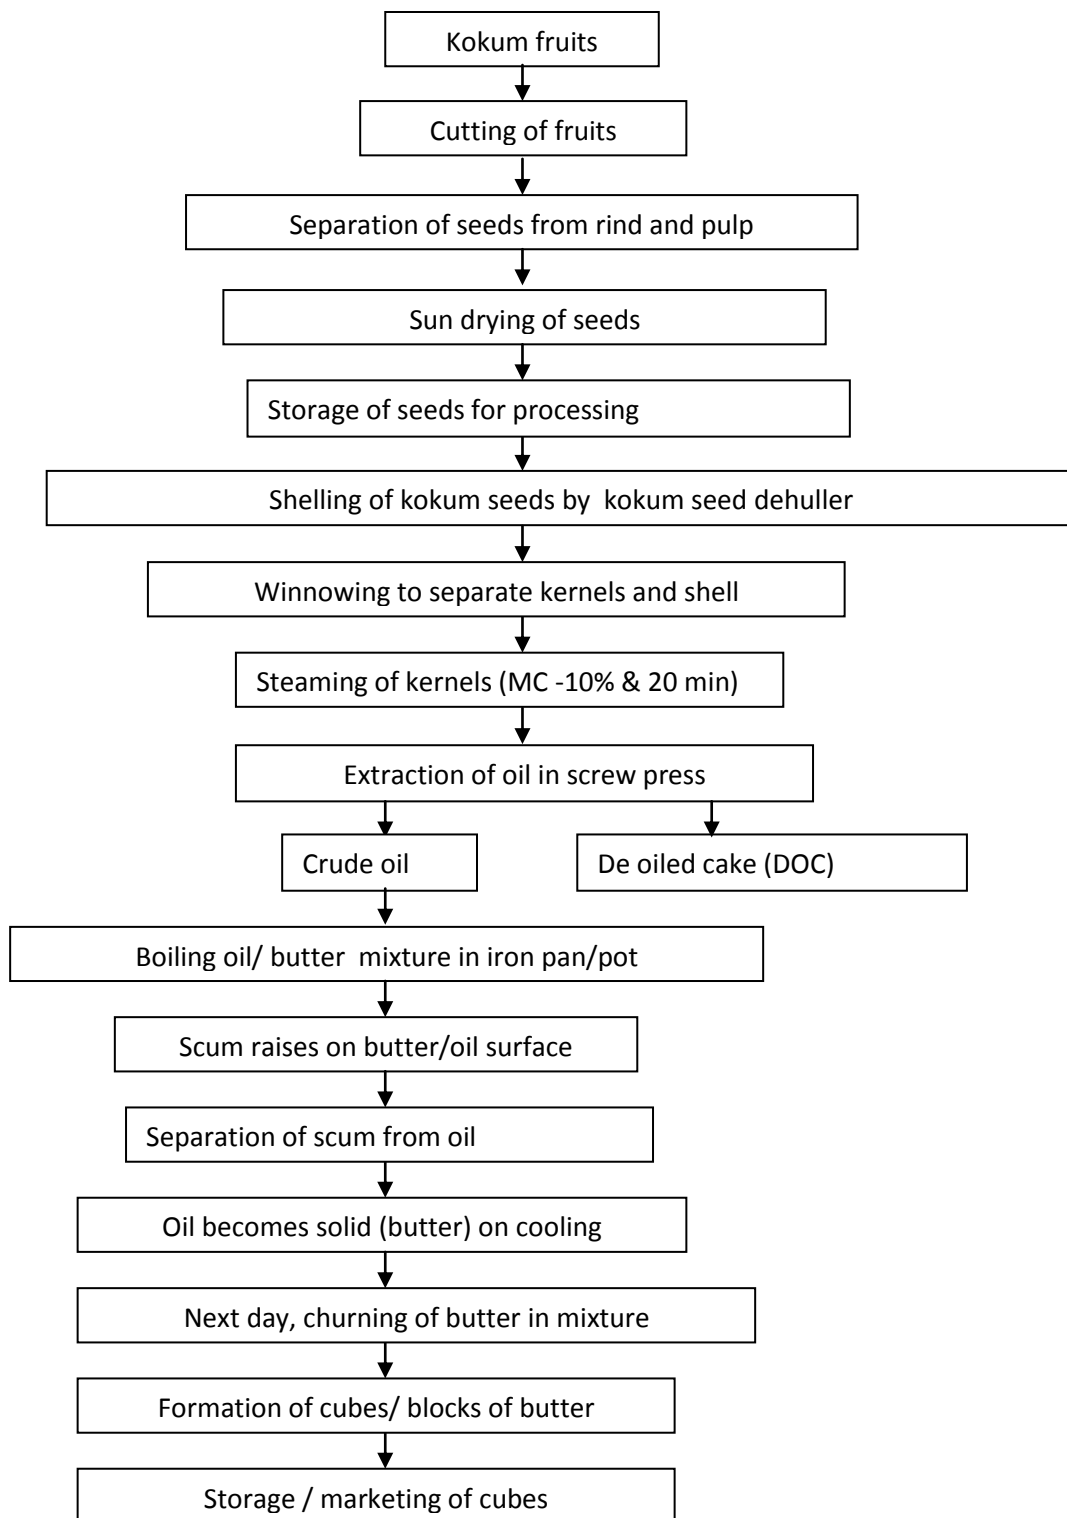 Kokum fruits
Cutting of fruits
Separation of seeds from rind and pulp
Sun drying of seeds
Storage of seeds for processing
Shelling of kokum seeds by  kokum seed dehuller
Winnowing to separate kernels and shell
Steaming of kernels (MC -10% & 20 min)
Extraction of oil in screw press
Crude oil
De oiled cake (DOC)
Boiling oil/ butter  mixture in iron pan/pot
Scum raises on butter/oil surface
Separation of scum from oil
Oil becomes solid (butter) on cooling
Next day, churning of butter in mixture
Formation of cubes/ blocks of butter
Storage / marketing of cubes